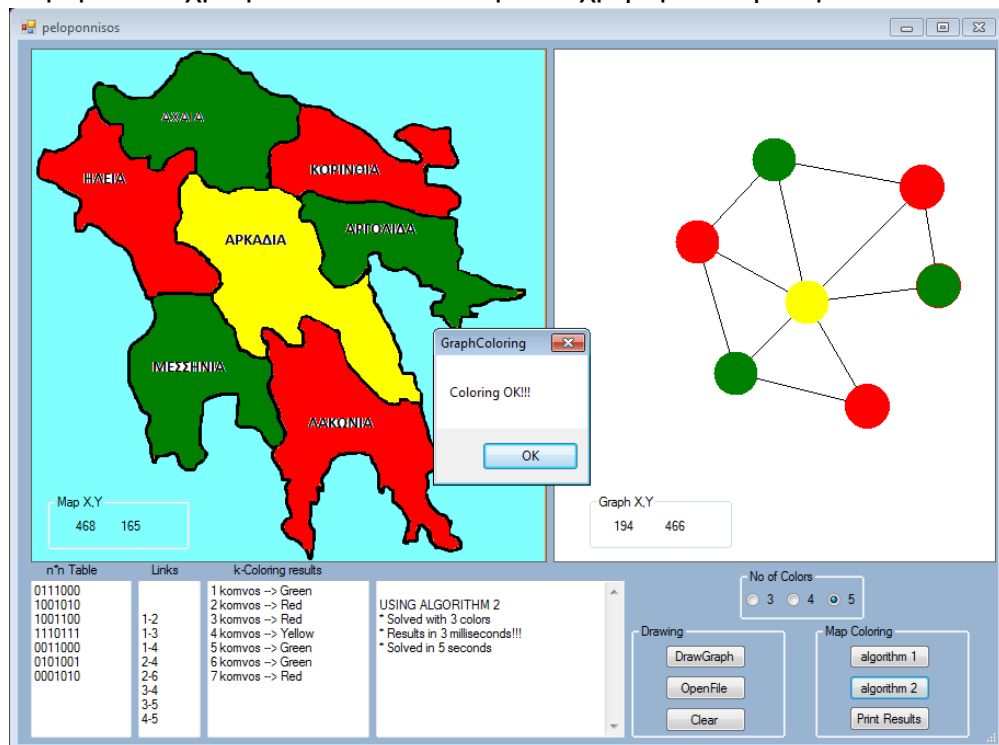 peloponnisos
ΑΧΑΙΑ
ΗΛΕΙΑ
ΚΟΡΙΝΘΙΑ
ΑΡΚΑΔΙΑ
ΑΡΓΟΛΙΔΑ
ΜΕΣΣΗΝΙΑ
ΛΑΚΩΝΙΑ
GraphColoring
Coloring OK!!!
OK
Map X,Y
468 165
Graph X,Y
194 466
n*n Table
0111000
1001010
1001100
1110111
0011000
0101001
0001010
Links
1-2
1-3
1-4
2-4
2-6
3-4
3-5
4-5
k-Coloring results
1 komvos --> Green
2 komvos --> Red
3 komvos --> Red
4 komvos --> Yellow
5 komvos --> Green
6 komvos --> Green
7 komvos --> Red
USING ALGORITHM 2
* Solved with 3 colors
* Results in 3 milliseconds!!!
* Solved in 5 seconds
No of Colors
3 4 5
Drawing
DrawGraph
OpenFile
Clear
Map Coloring
algorithm 1
algorithm 2
Print Results